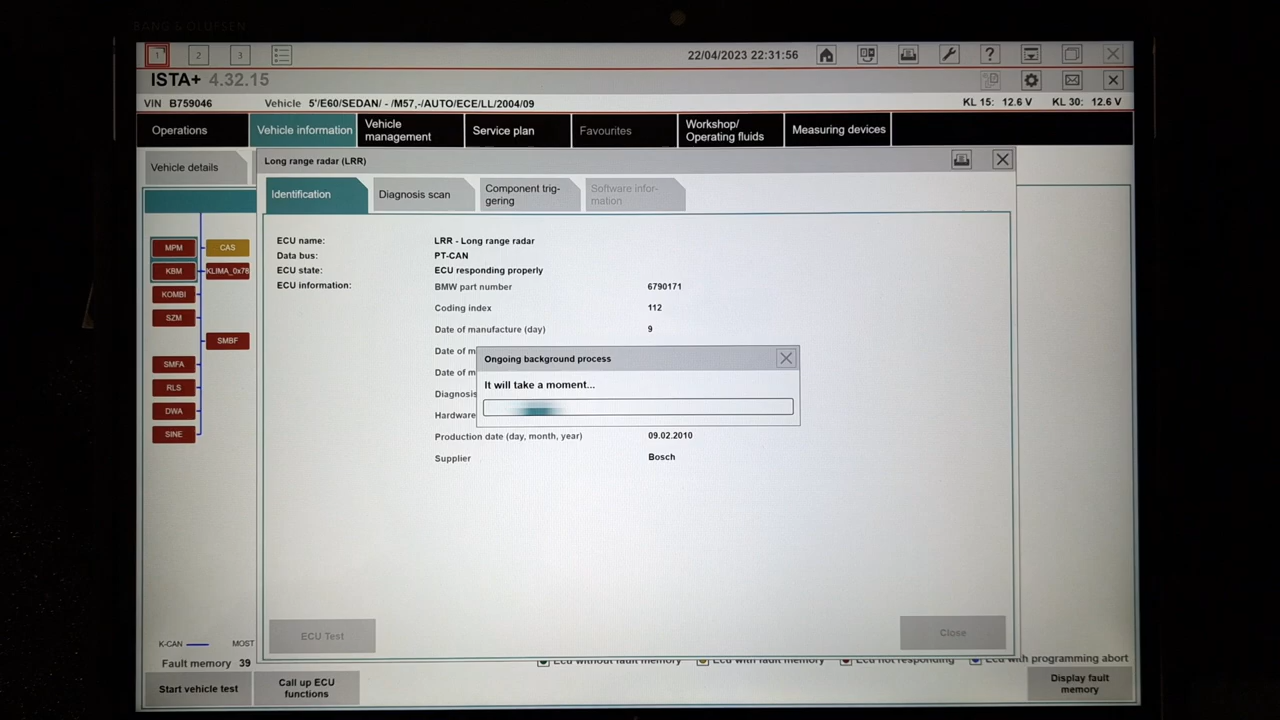 BANG & OLUFSEN
1 2 3
22/04/2023 22:31:56
?
ISTA+ 4.32.15
VIN B759046 Vehicle 5'/E60/SEDAN/ - /M57,-/AUTO/ECE/LL/2004/09 KL 15: 12.6 V KL 30: 12.6 V
Operations
Vehicle information
Vehicle management
Service plan
Favourites
Workshop/ Operating fluids
Measuring devices
Vehicle details
Long range radar (LRR)
Identification
Diagnosis scan
Component trig-
gering
Software infor-
mation
MPM
CAS
KBM
KLIMA_0x78
KOMBI
SZM
SMBF
SMFA
RLS
DWA
SINE
ECU name: LRR - Long range radar
Data bus: PT-CAN
ECU state: ECU responding properly
ECU information: BMW part number 6790171
Coding index 112
Date of manufacture (day) 9
Date of m
Date of m
Diagnosis
Hardware
Ongoing background process
It will take a moment...
Production date (day, month, year) 09.02.2010
Supplier Bosch
ECU Test
Close
K-CAN MOST
Fault memory 39
Ecu without fault memory Ecu with fault memory Ecu not responding Ecu with programming abort
Start vehicle test
Call up ECU
functions
Display fault
memory